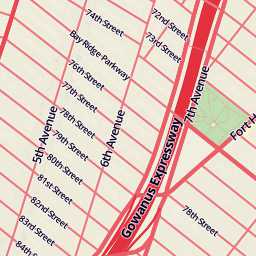 74th Street
72nd Street
73rd Street
Bay Ridge Parkway
76th Street
77th Street
78th Street
79th Street
80th Street
81st Street
82nd Street
83rd Street
84th S
5th Avenue
6th Avenue
7th Avenue
Gowanus Expressway
Fort H
78th Street